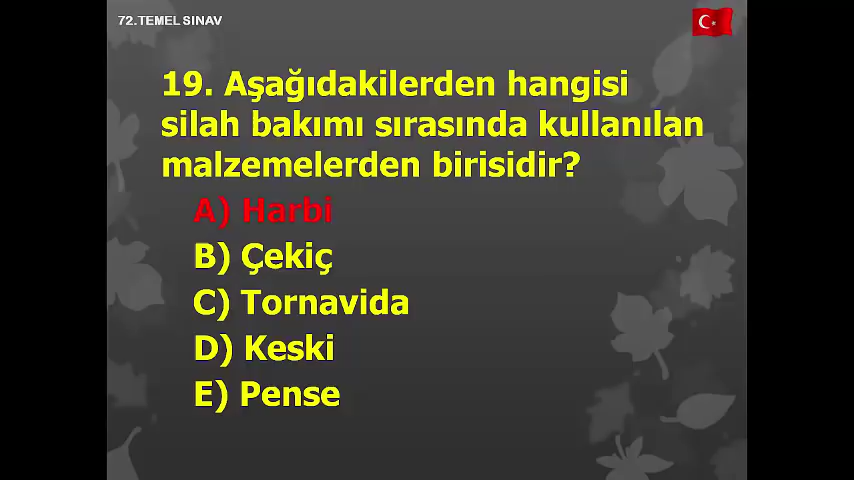 72.TEMEL SINAV
19. Aşağıdakilerden hangisi
silah bakımı sırasında kullanılan
malzemelerden birisidir?
A) Harbi
B) Çekiç
C) Tornavida
D) Keski
E) Pense